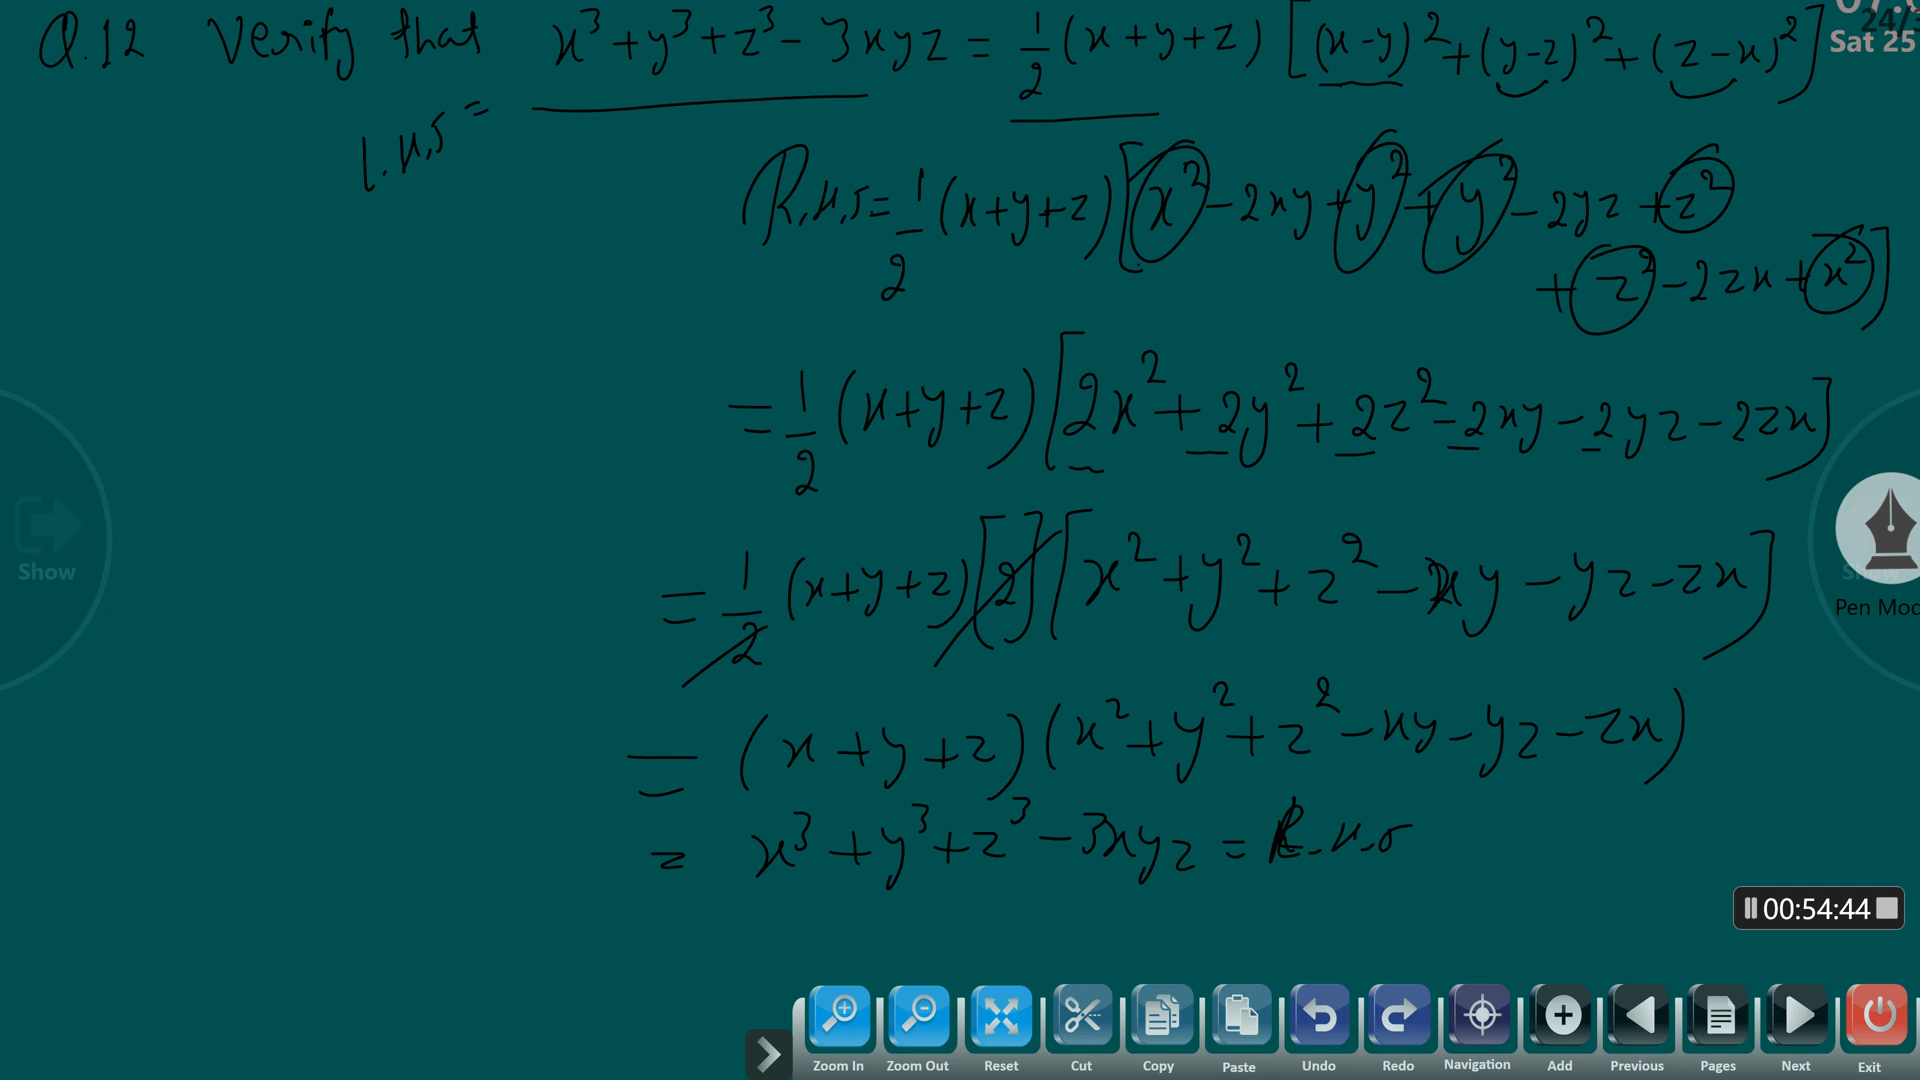 Q.12 Verify that x³+y³+z³-3xyz = 1/2 (x+y+z) [(x-y)²+(y-z)²+(z-x)²]
24/
Sat 25
L.H.S =
R.H.S = 1/2 (x+y+z) [x²-2xy+y²+y²-2yz+z²
+z²-2zx+x²]
= 1/2 (x+y+z) [2x²+2y²+2z²-2xy-2yz-2zx]
Show
= 1/2 (x+y+z) [2] [x²+y²+z²-xy-yz-zx]
Pen Mod
= (x+y+z) (x²+y²+z²-xy-yz-zx)
= x³+y³+z³-3xyz =
00:54:44
Zoom In Zoom Out Reset Cut Copy Paste Undo Redo Navigation Add Previous Pages Next Exit